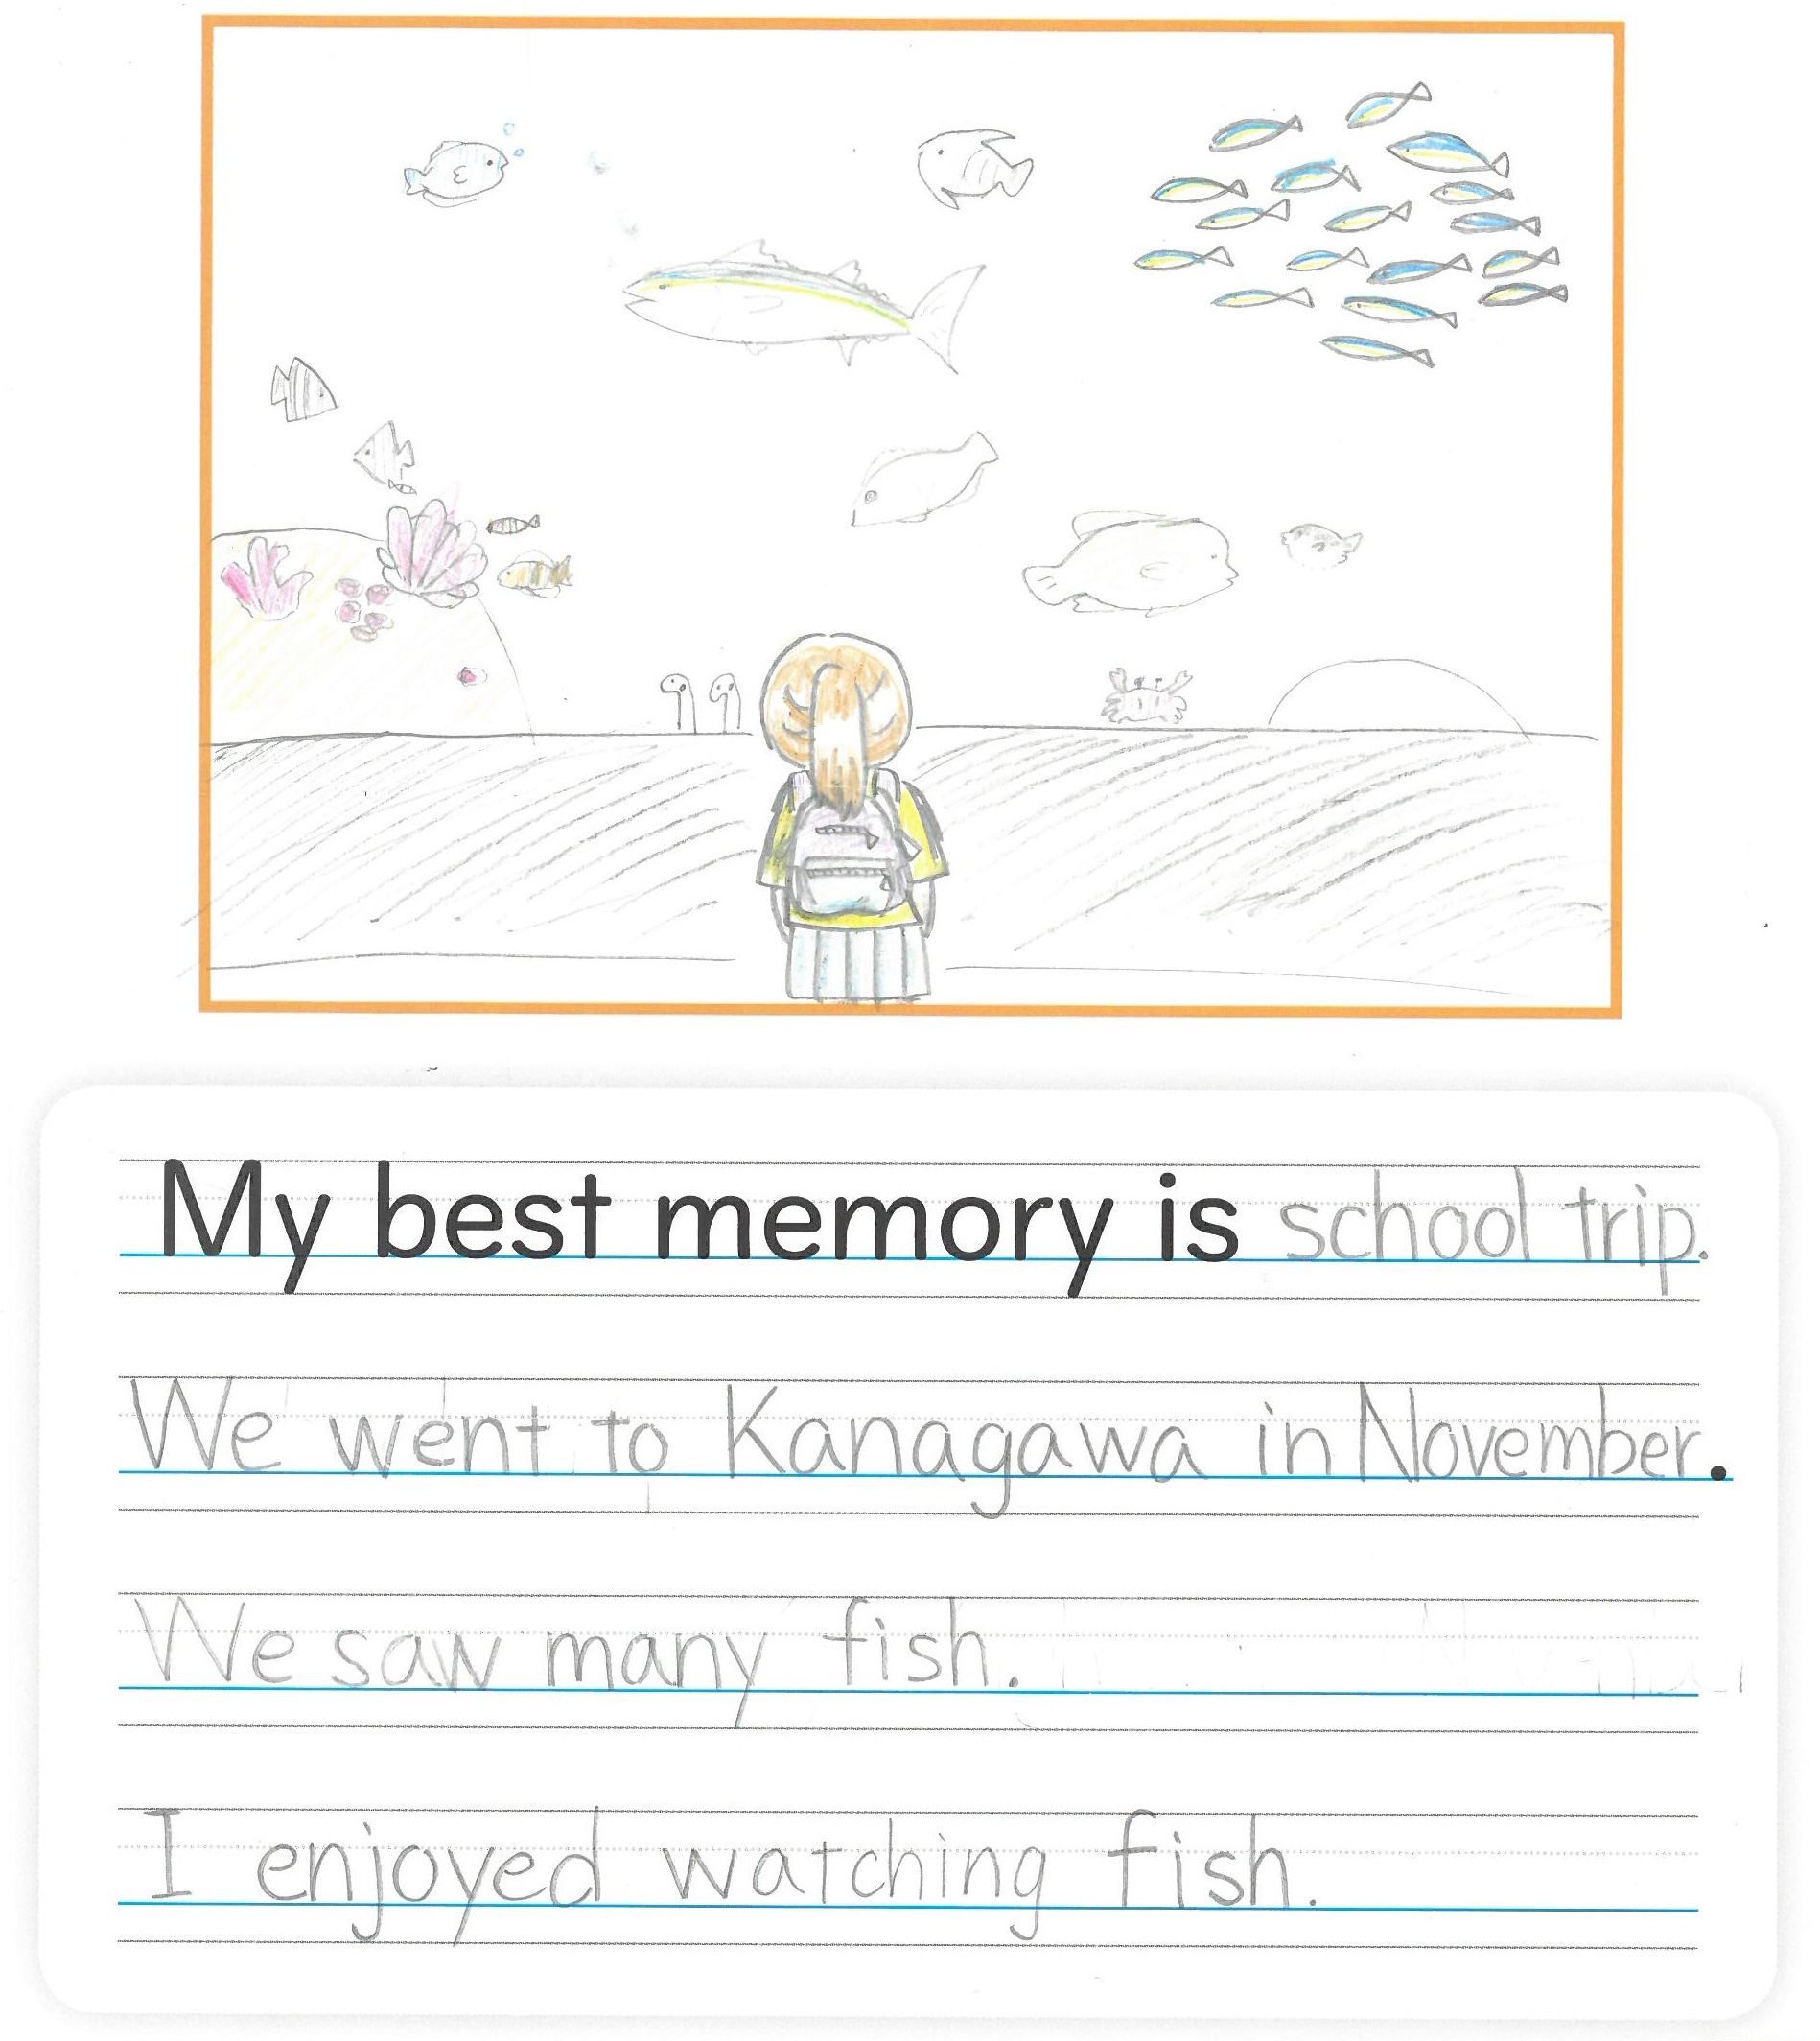 My best memory is school trip.
We went to Kanagawa in November.
We saw many fish.
I enjoyed watching fish.